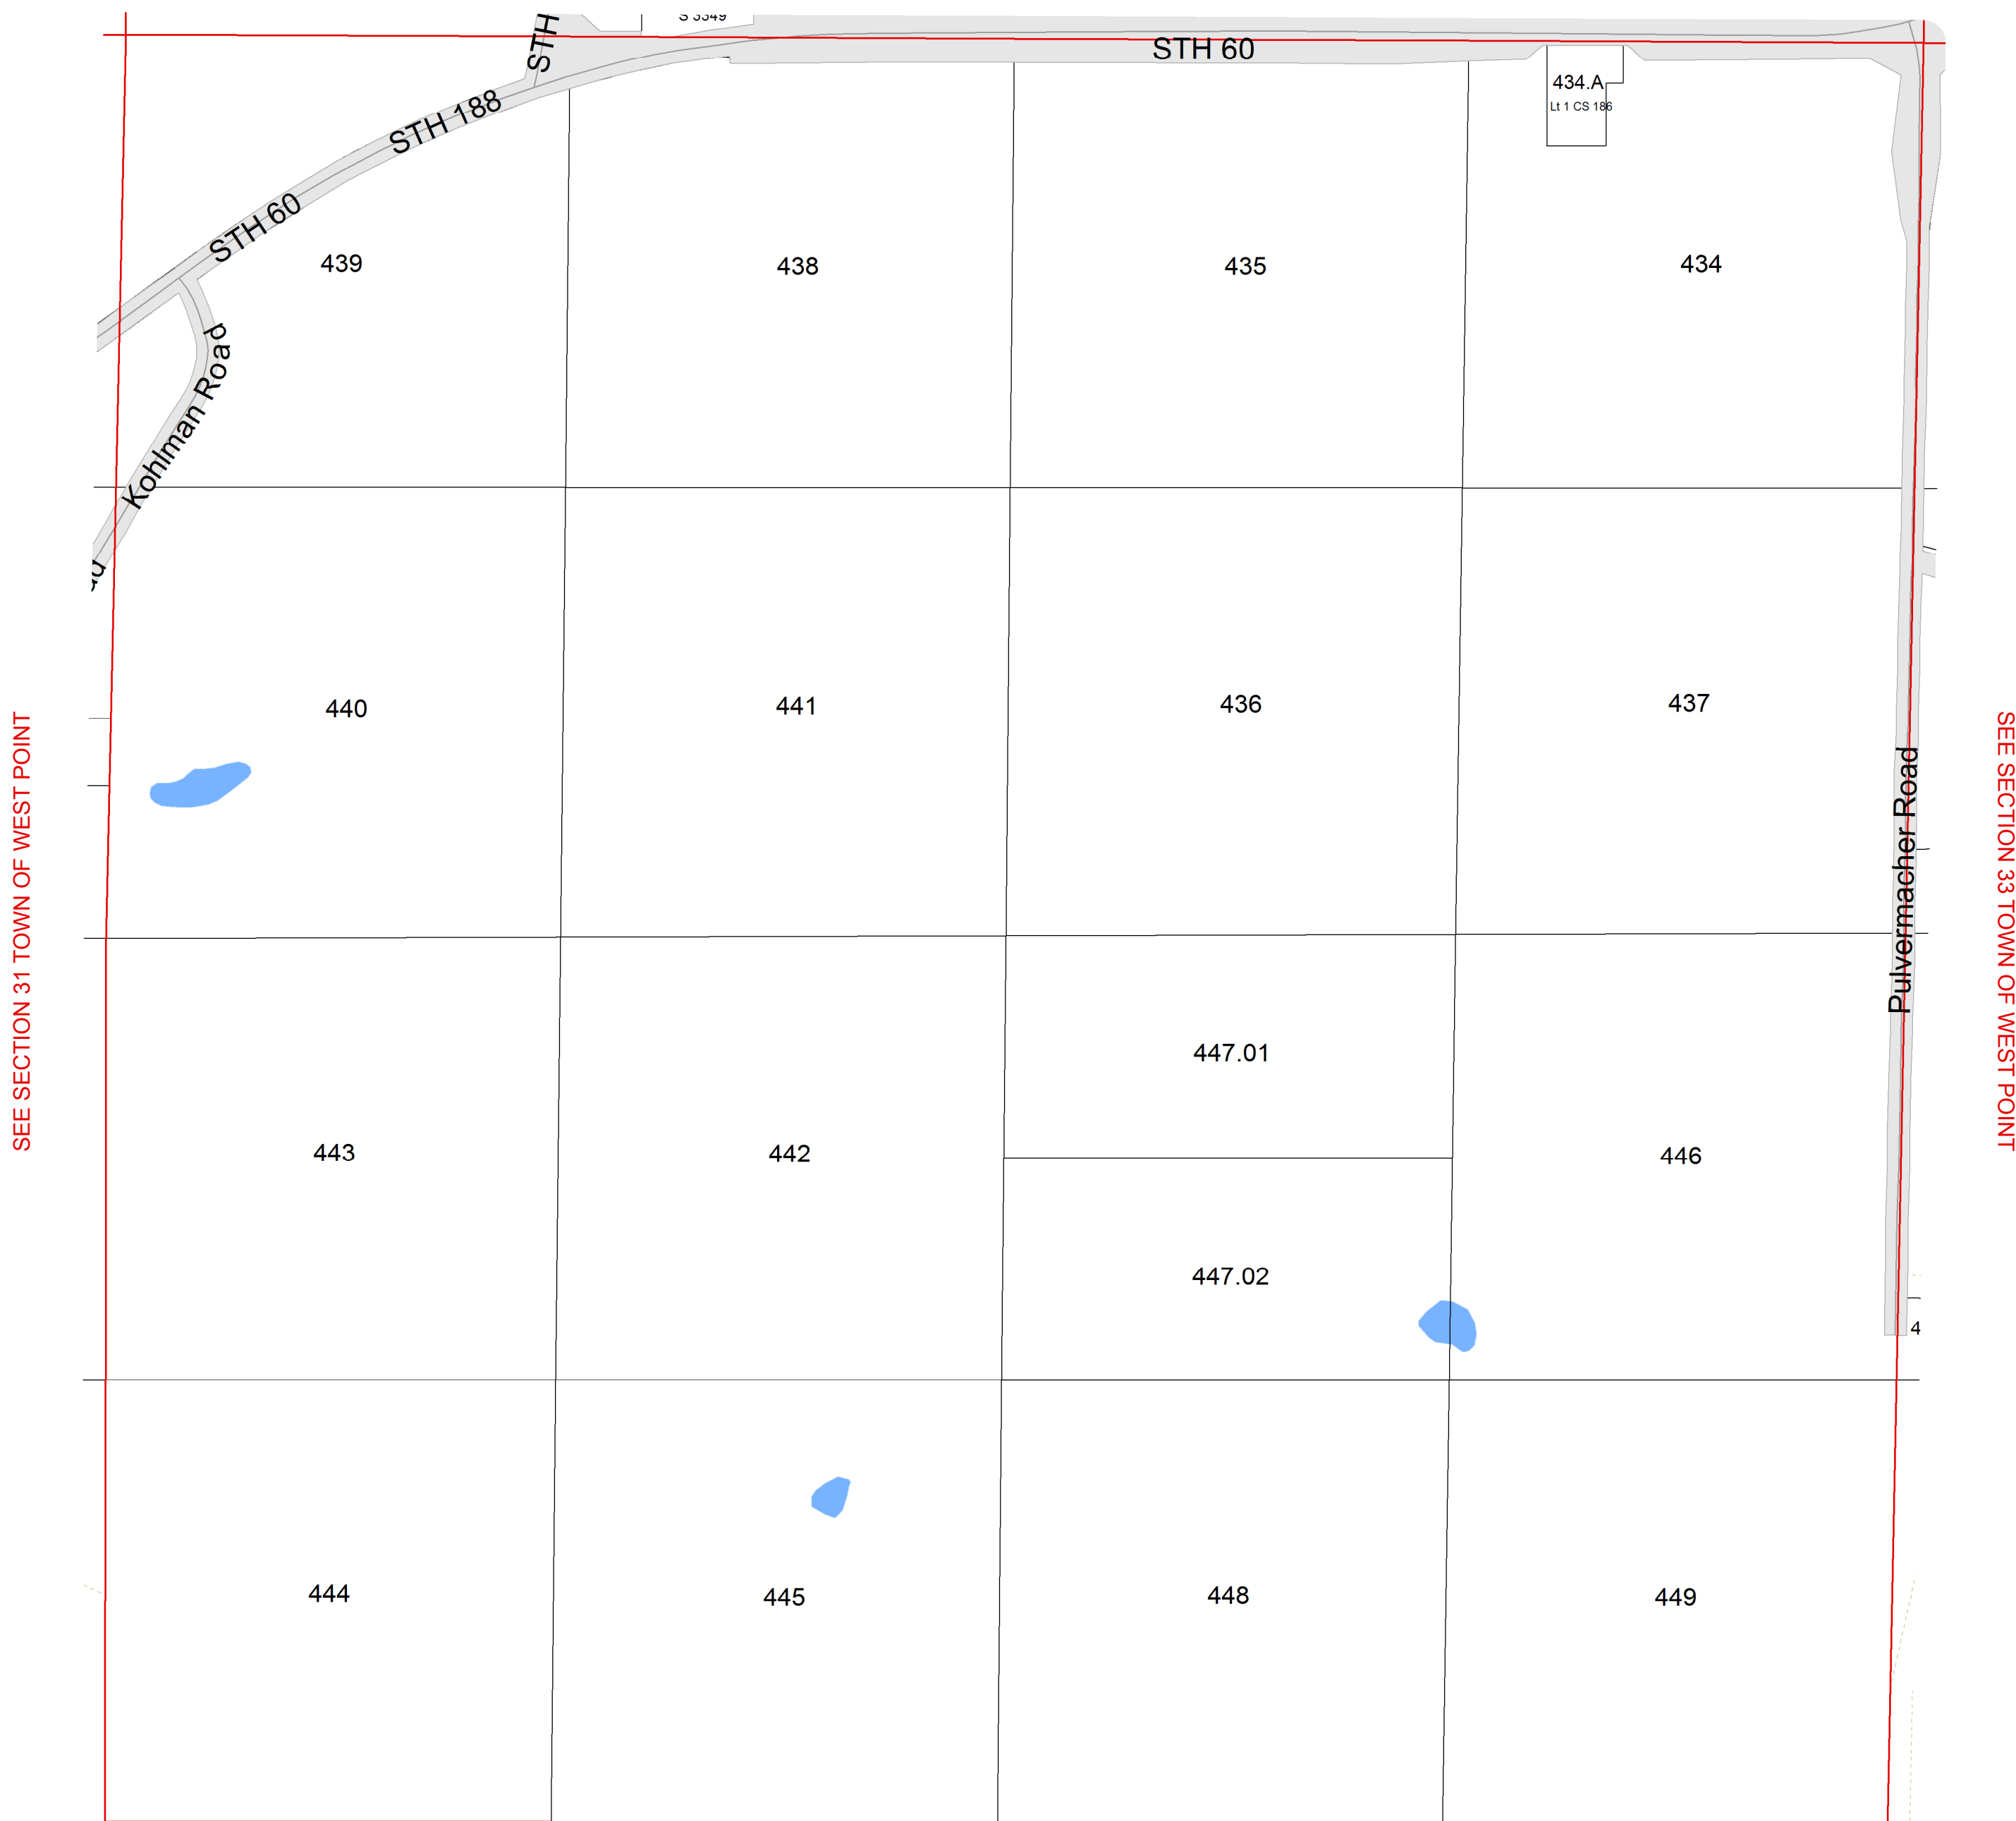 S 3349
STH
STH 60
434.A
Lt 1 CS 186
STH 188
STH 60
439
438
435
434
Kohlman Road
440
441
436
437
SEE SECTION 31 TOWN OF WEST POINT
SEE SECTION 33 TOWN OF WEST POINT
Pulvermacher Road
447.01
443
442
446
447.02
4
444
445
448
449